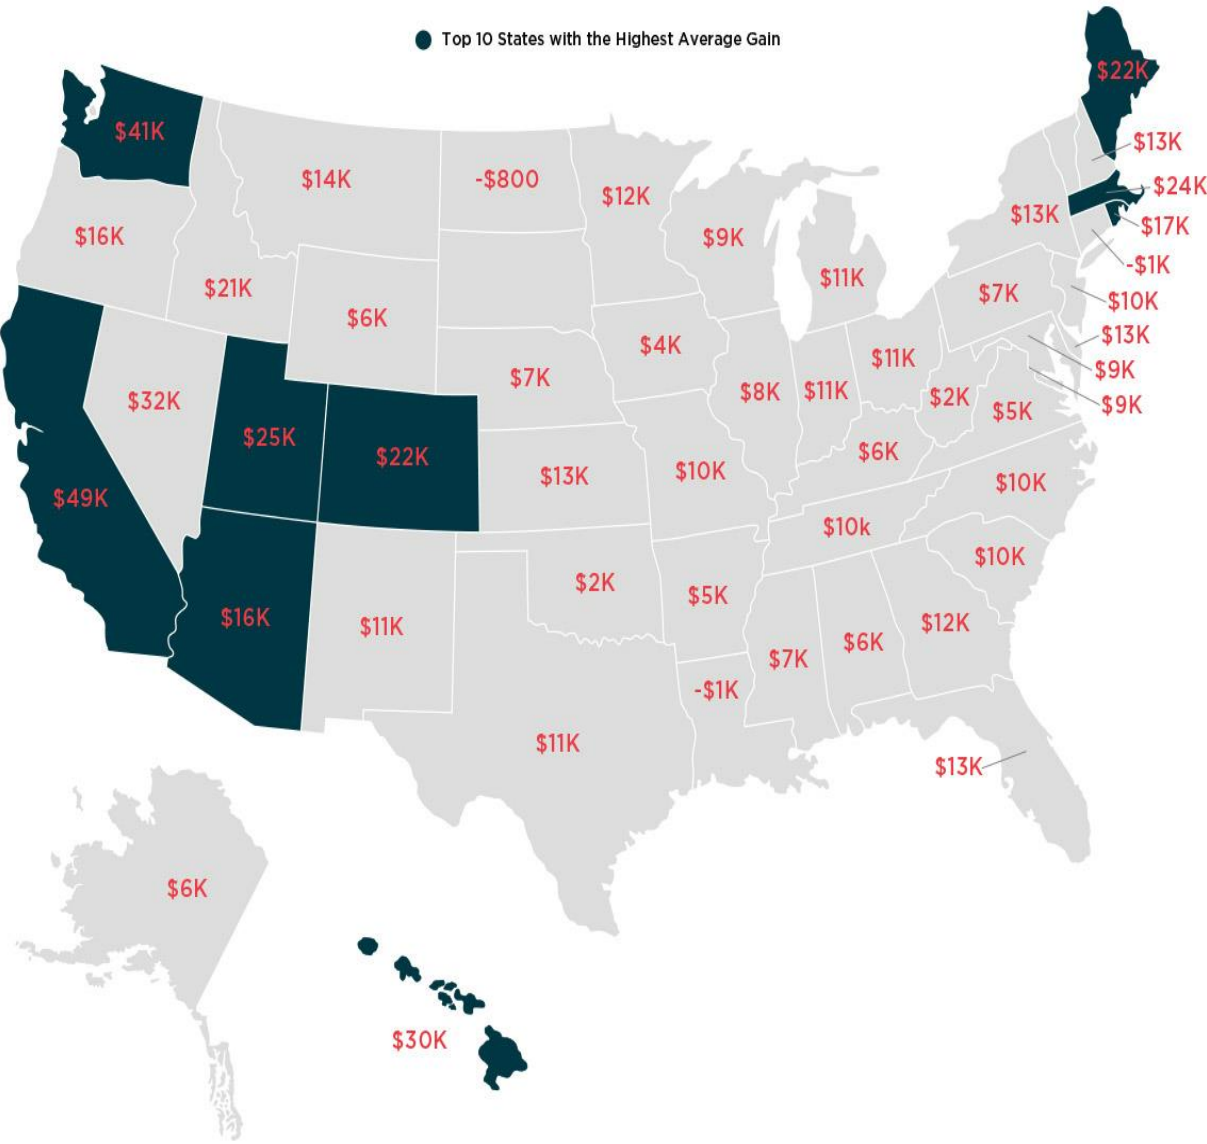 Top 10 States with the Highest Average Gain
$22K
$41K
$13K
$14K
-$800
$12K
$24K
$13K
$17K
$16K
$9K
-$1K
$21K
$11K
$7K
$10K
$6K
$13K
$4K
$11K
$9K
$7K
$32K
$8K
$11K
$2K
$5K
$9K
$25K
$22K
$6K
$13K
$10K
$10K
$49K
$10k
$10K
$2K
$5K
$16K
$11K
$12K
$7K
$6K
-$1K
$11K
$13K
$6K
$30K